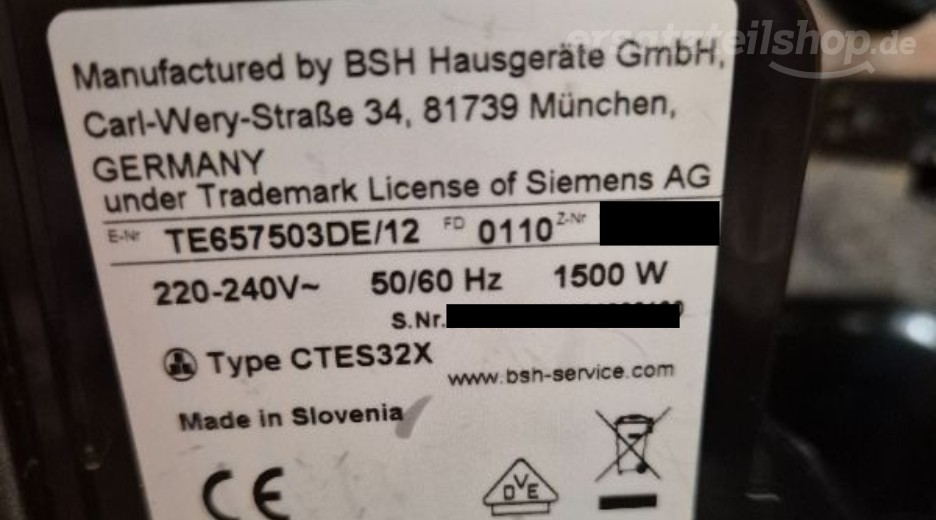 ersatzteilshop.de
Manufactured by BSH Hausgeräte GmbH,
Carl-Wery-Straße 34, 81739 München,
GERMANY
under Trademark License of Siemens AG
E-Nr TE657503DE/12 FD 0110 Z-Nr
220-240V~ 50/60 Hz 1500 W
S.Nr.
Type CTES32X
www.bsh-service.com
Made in Slovenia
CE
DVE